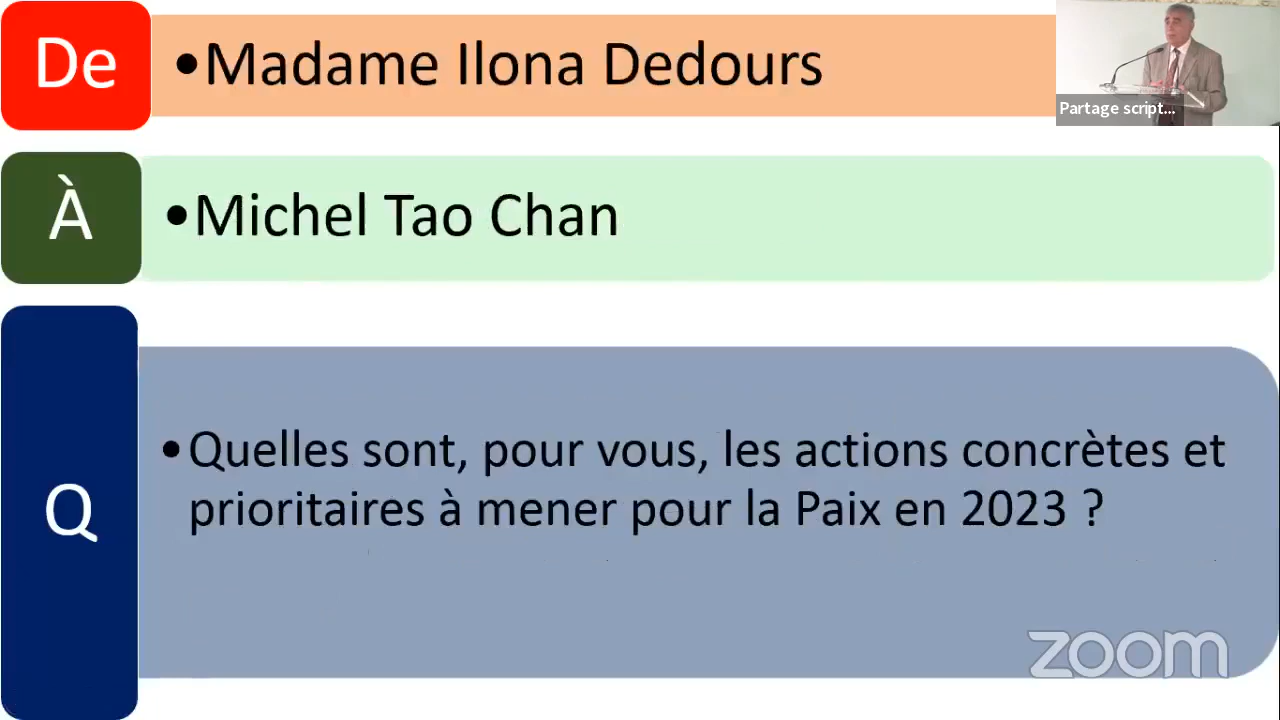 De
•Madame Ilona Dedours
Partage script...
À
•Michel Tao Chan
Q
•Quelles sont, pour vous, les actions concrètes et
prioritaires à mener pour la Paix en 2023 ?
zoom